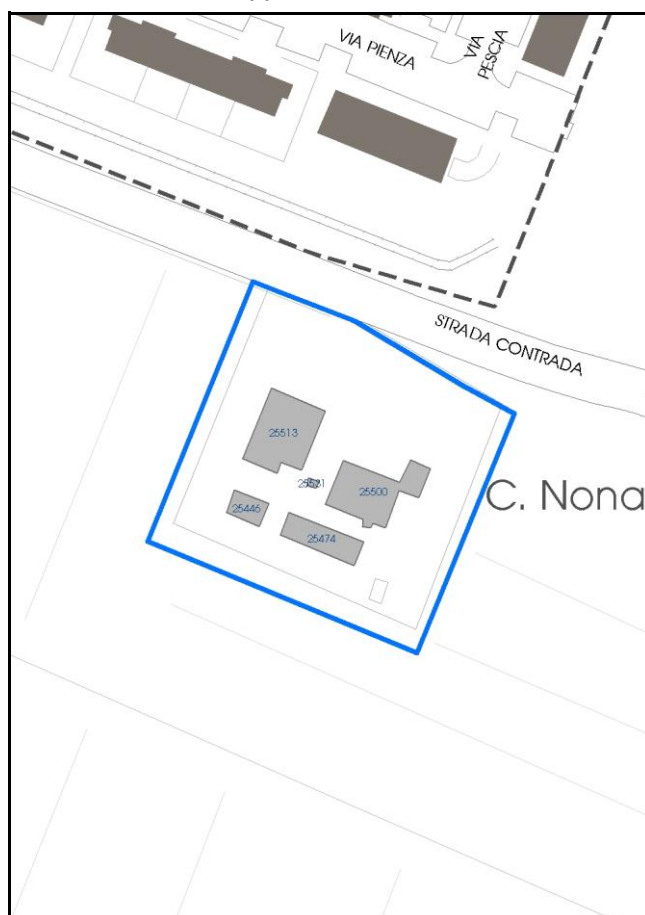 VIA PIENZA
VIA
PESCIA
STRADA CONTRADA
25513
25500
C. Nona
25446
25474